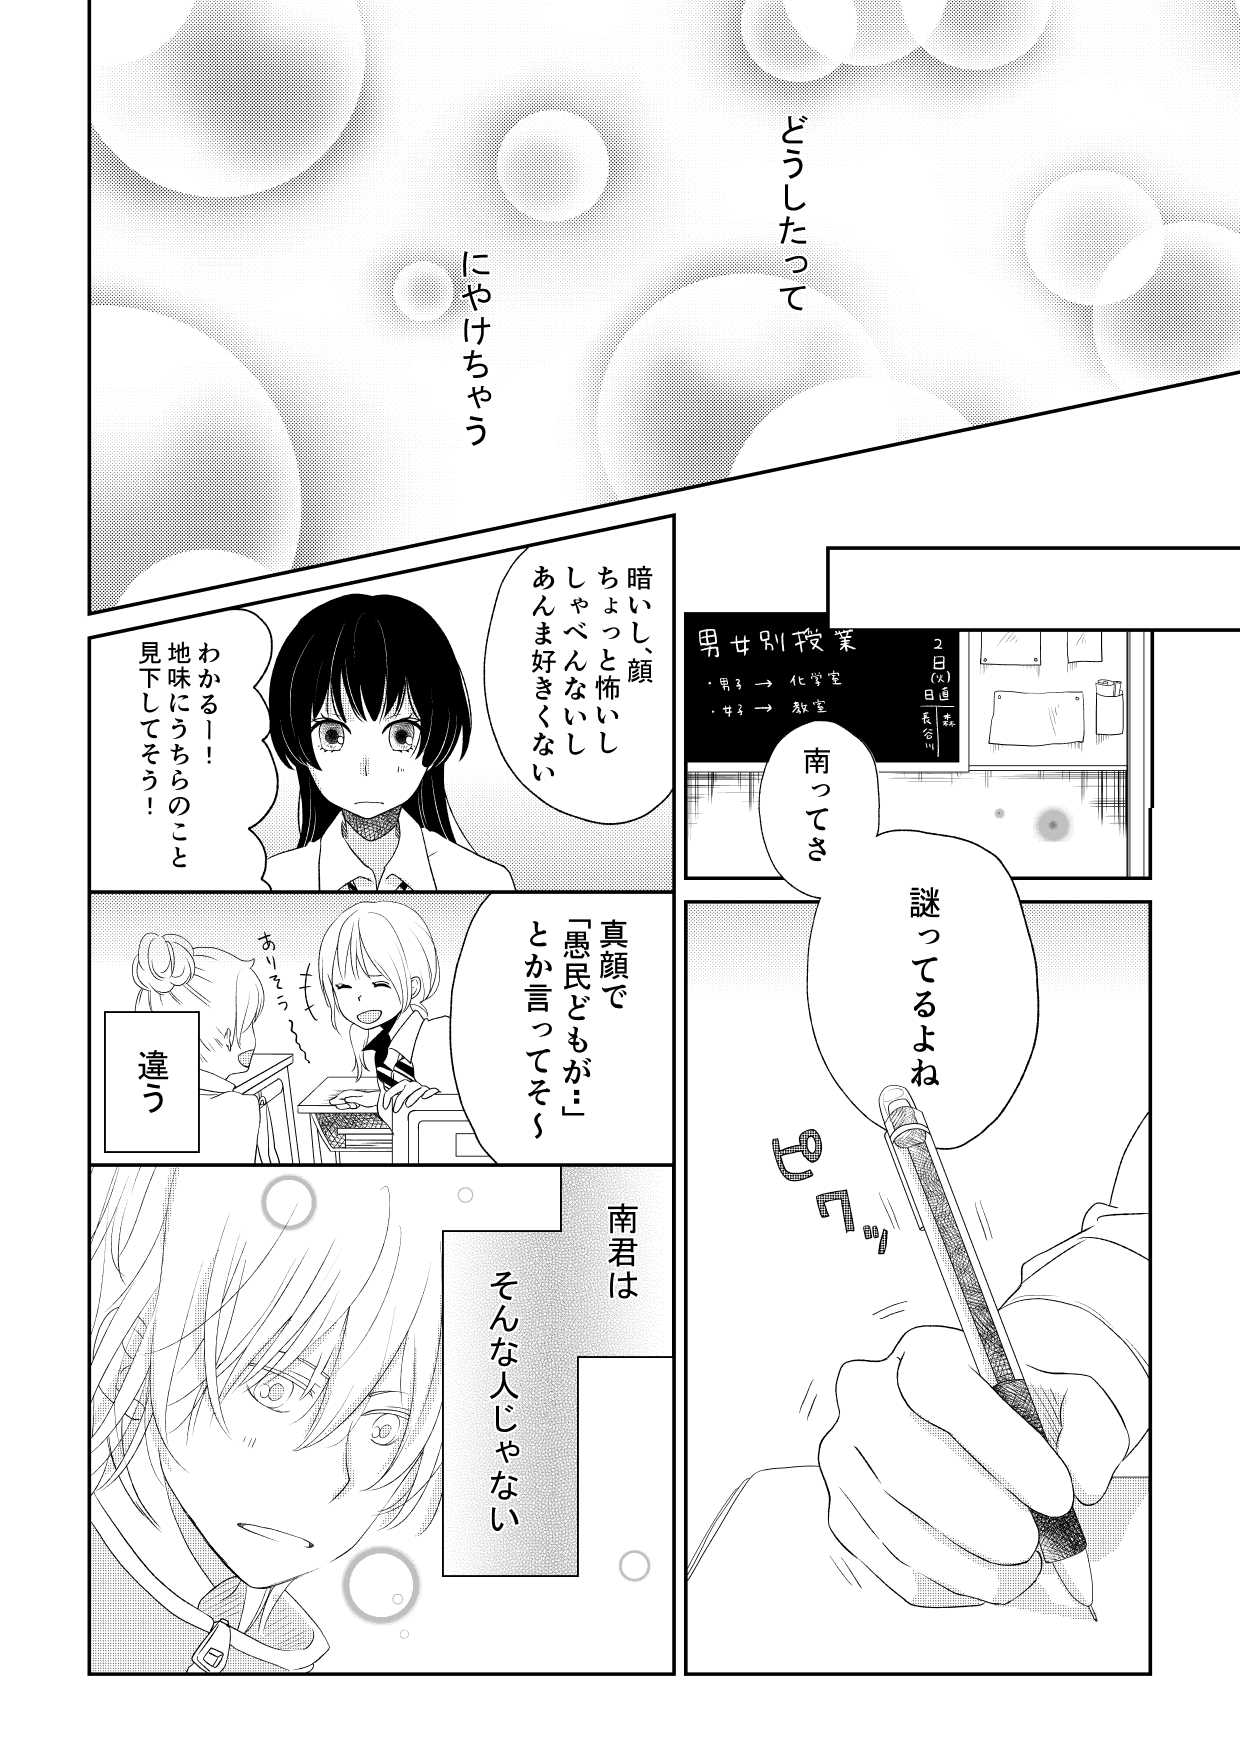 どうしたって
にやけちゃう
男女別授業
・男子→化学室
・女子→教室
2日(火)
日直
森
長谷川
南ってさ
謎ってるよね
ピクッ
暗いし、顔
ちょっと怖いし
しゃべんないし
あんま好きくない
わかるー！
地味にうちらのこと
見下してそう！
真顔で
「愚民どもが…」
とか言ってそ〜
ありそう〜
違う
南君は
そんな人じゃない